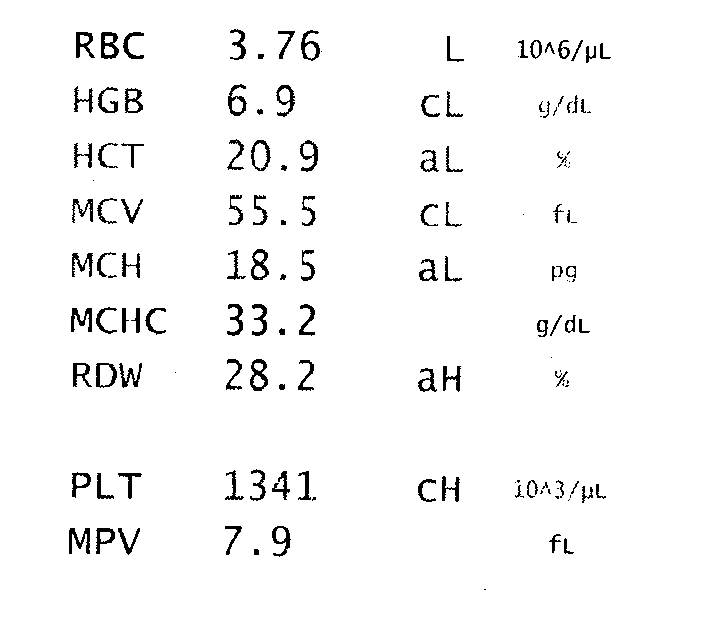 RBC 3.76 L 10^6/µL
HGB 6.9 cL g/dL
HCT 20.9 aL %
MCV 55.5 cL fL
MCH 18.5 aL pg
MCHC 33.2 g/dL
RDW 28.2 aH %
PLT 1341 cH 10^3/µL
MPV 7.9 fL